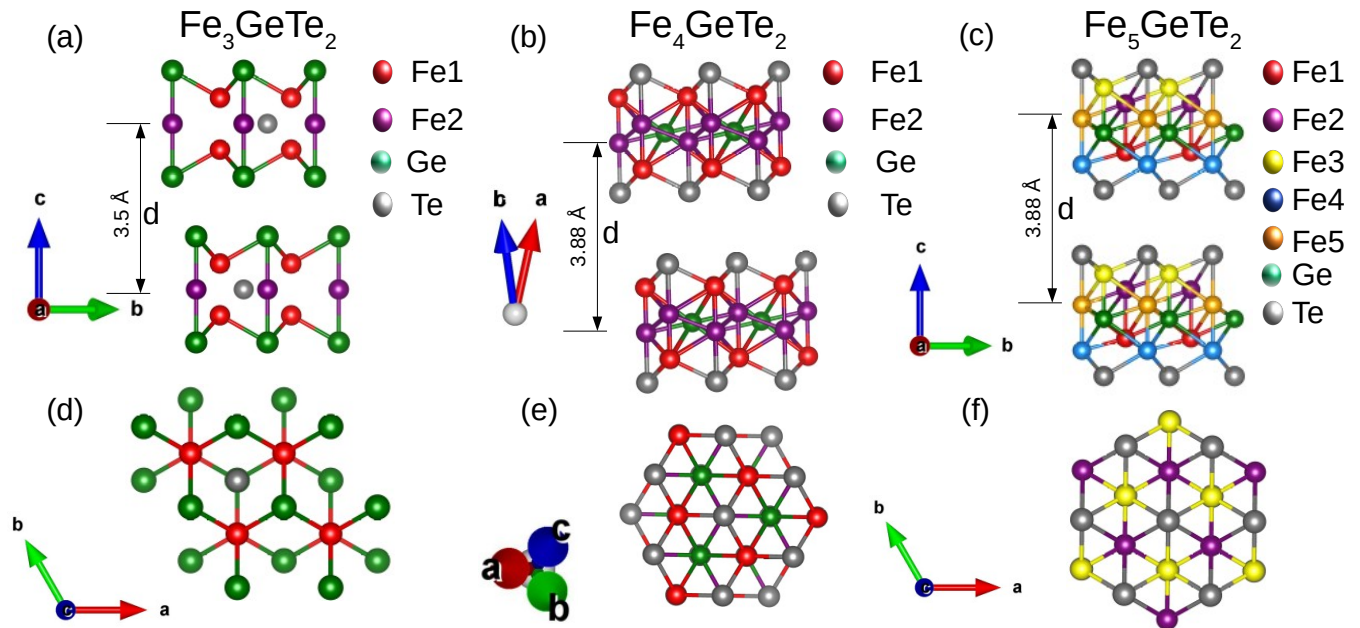 (a) Fe3GeTe2
Fe1
Fe2
Ge
Te
3.5 Å
d
c
a
b
(b) Fe4GeTe2
Fe1
Fe2
Ge
Te
3.88 Å
d
b
a
(c) Fe5GeTe2
Fe1
Fe2
Fe3
Fe4
Fe5
Ge
Te
3.88 Å
d
c
a
b
(d)
b
c
a
(e)
a
c
b
(f)
b
c
a